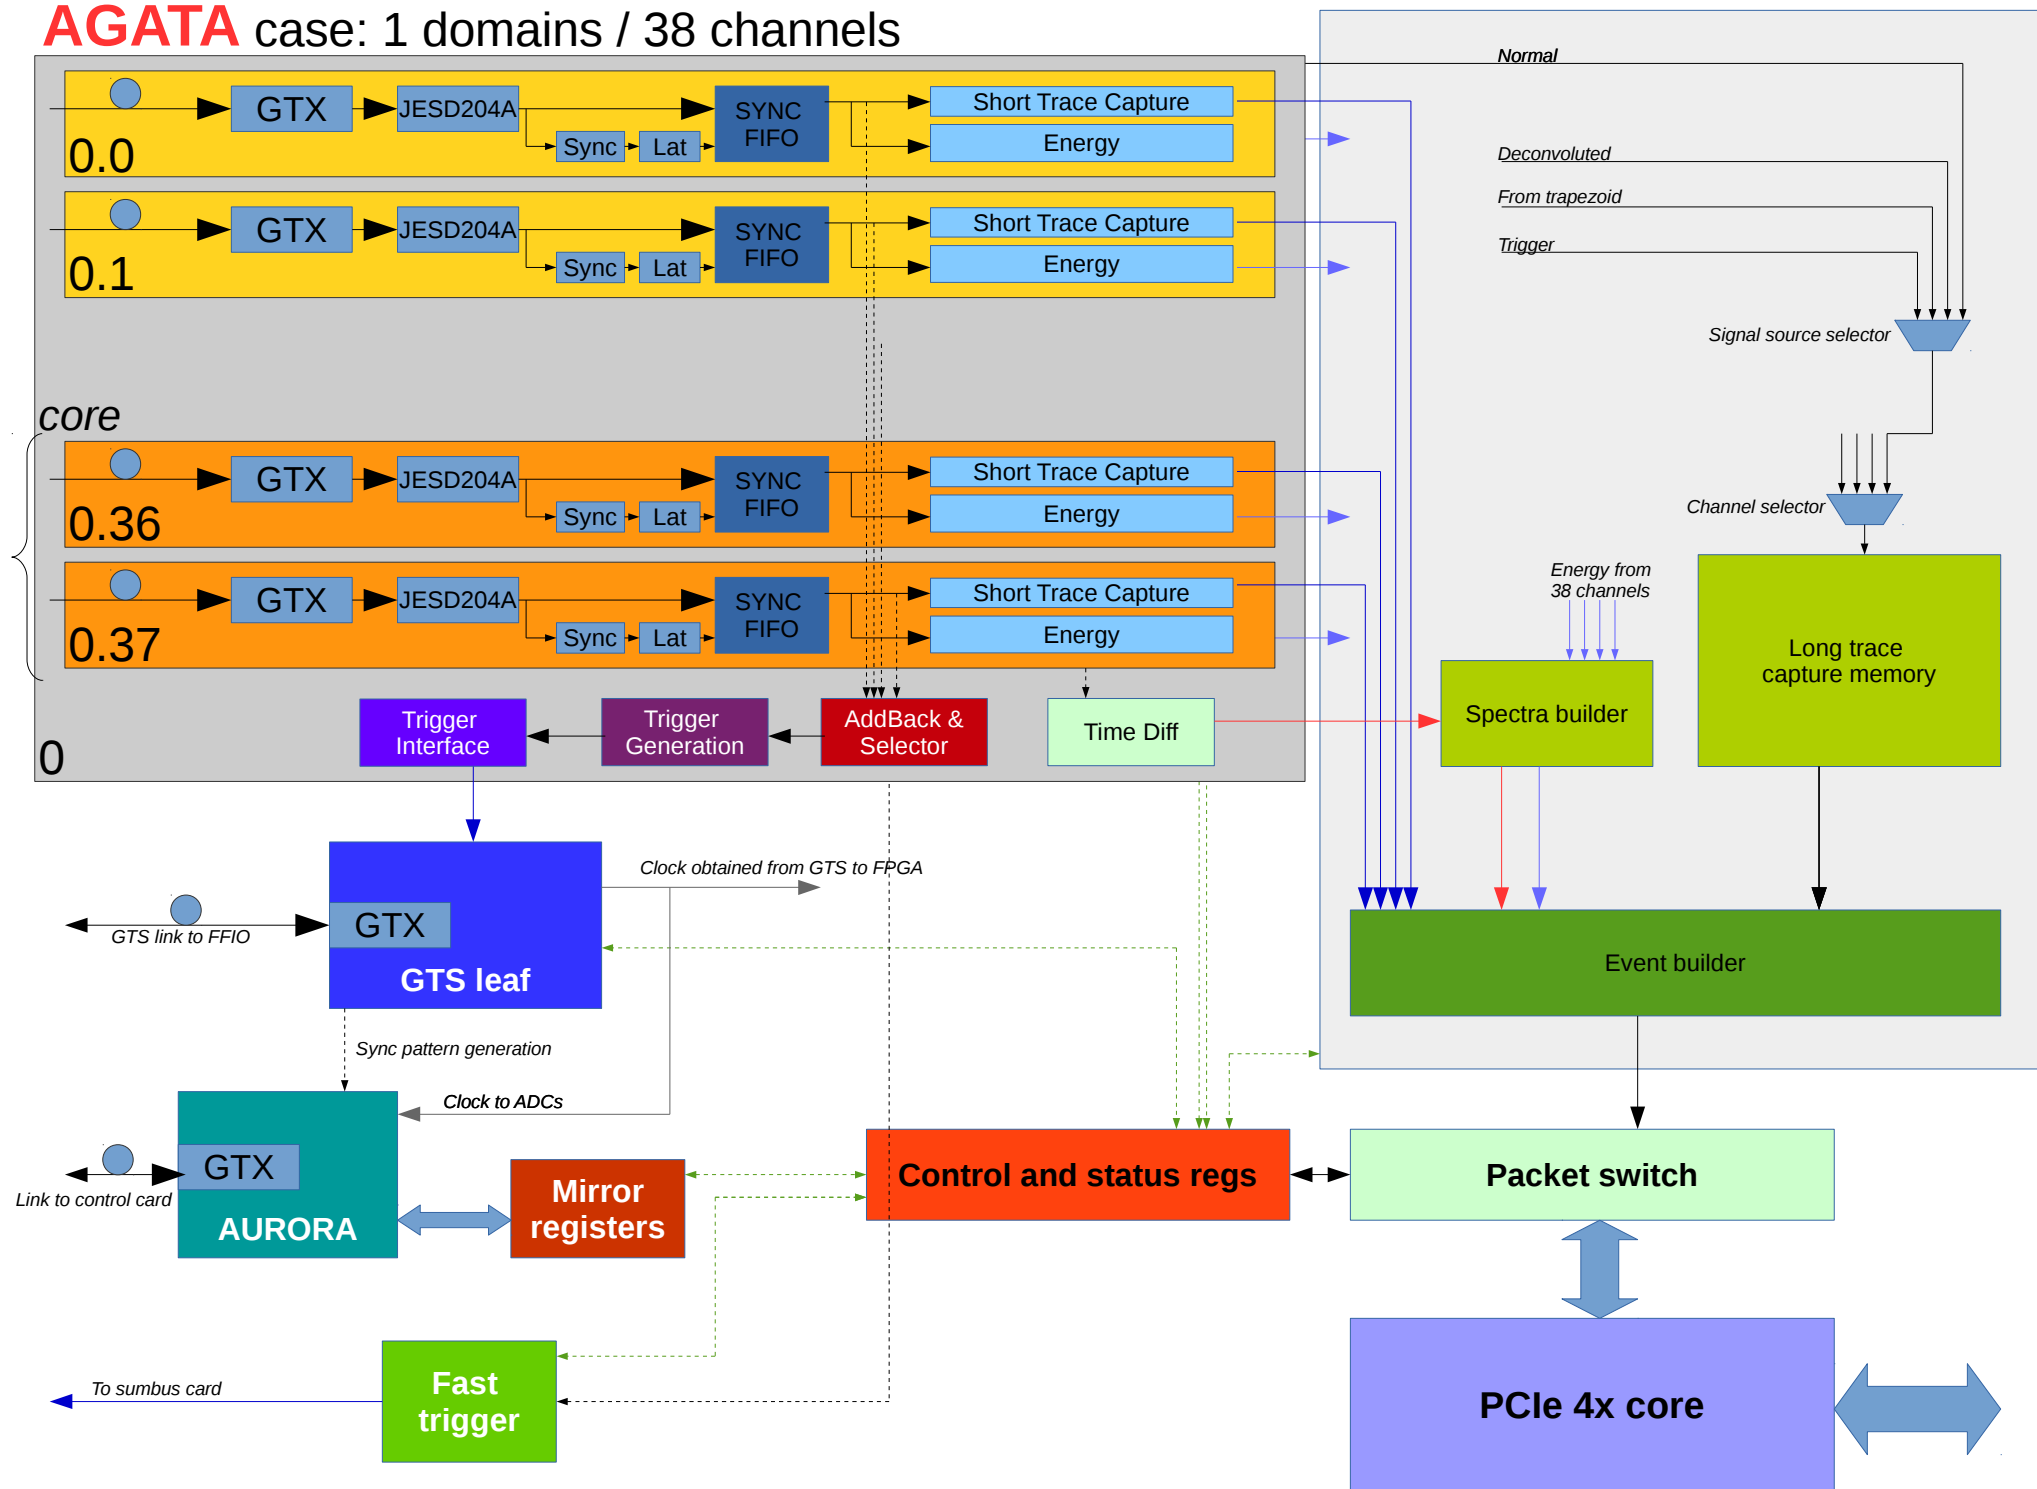 AGATA case: 1 domains / 38 channels
GTX
JESD204A
SYNC
FIFO
Short Trace Capture
Energy
Sync
Lat
0.0
GTX
JESD204A
SYNC
FIFO
Short Trace Capture
Energy
Sync
Lat
0.1
core
GTX
JESD204A
SYNC
FIFO
Short Trace Capture
Energy
Sync
Lat
0.36
GTX
JESD204A
SYNC
FIFO
Short Trace Capture
Energy
Sync
Lat
0.37
Trigger
Interface
Trigger
Generation
AddBack &
Selector
Time Diff
0
Normal
Deconvoluted
From trapezoid
Trigger
Signal source selector
Channel selector
Energy from
38 channels
Spectra builder
Long trace
capture memory
Event builder
Clock obtained from GTS to FPGA
GTX
GTS link to FFIO
GTS leaf
Sync pattern generation
Clock to ADCs
GTX
Link to control card
AURORA
Mirror
registers
Control and status regs
Packet switch
Fast
trigger
To sumbus card
PCIe 4x core